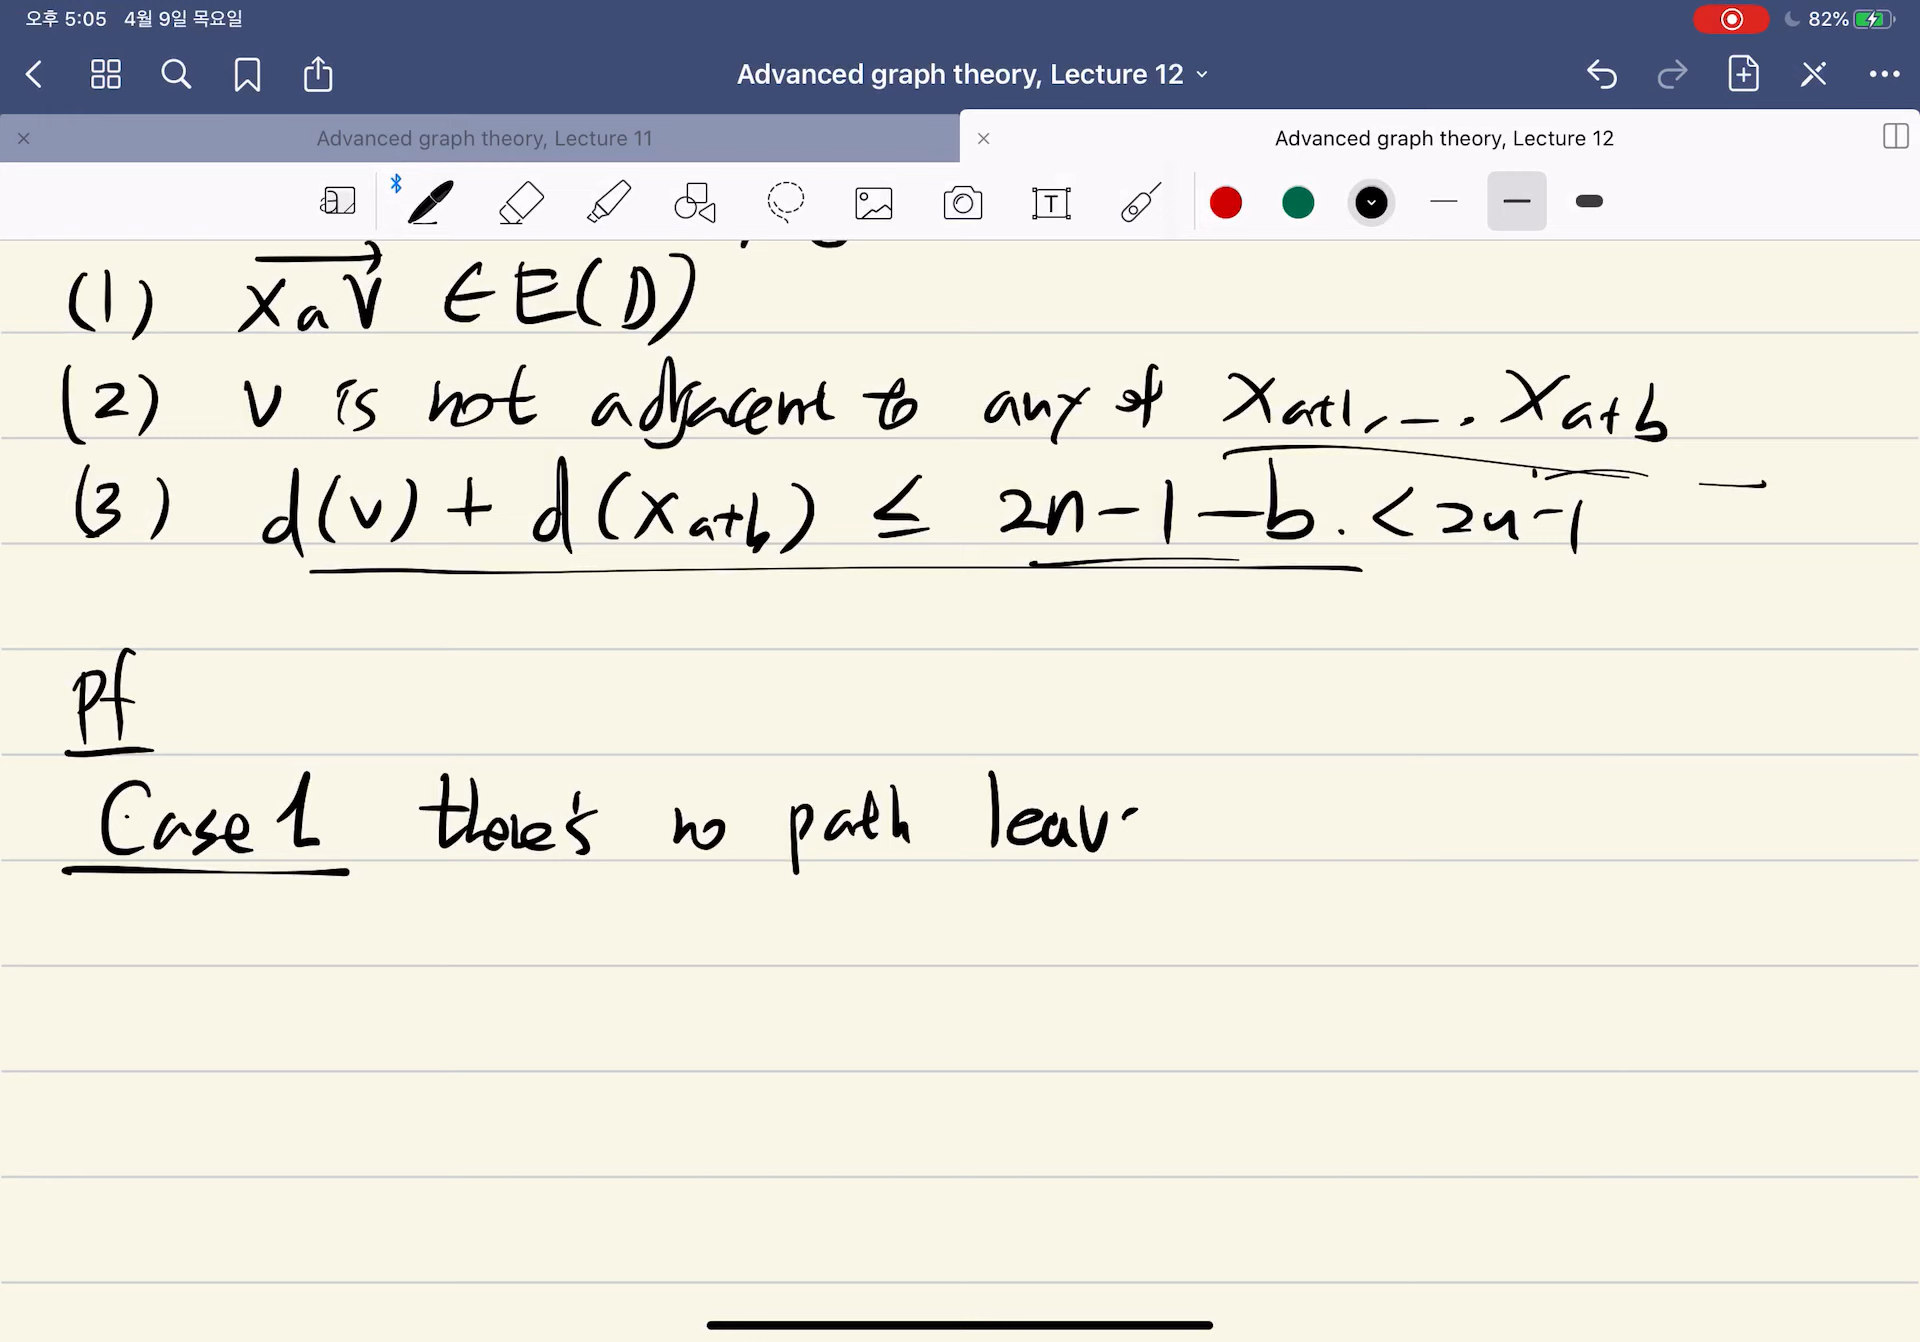 오후 5:05 4월 9일 목요일 82%
Advanced graph theory, Lecture 12
Advanced graph theory, Lecture 11
Advanced graph theory, Lecture 12
(1) xₐv ∈ E(D)
(2) v is not adjacent to any of xₐ₊₁, ... xₐ₊b
(3) d(v) + d(xₐ₊b) ≤ 2n-1-b. < 2n-1
pf
Case 1 there's no path leav